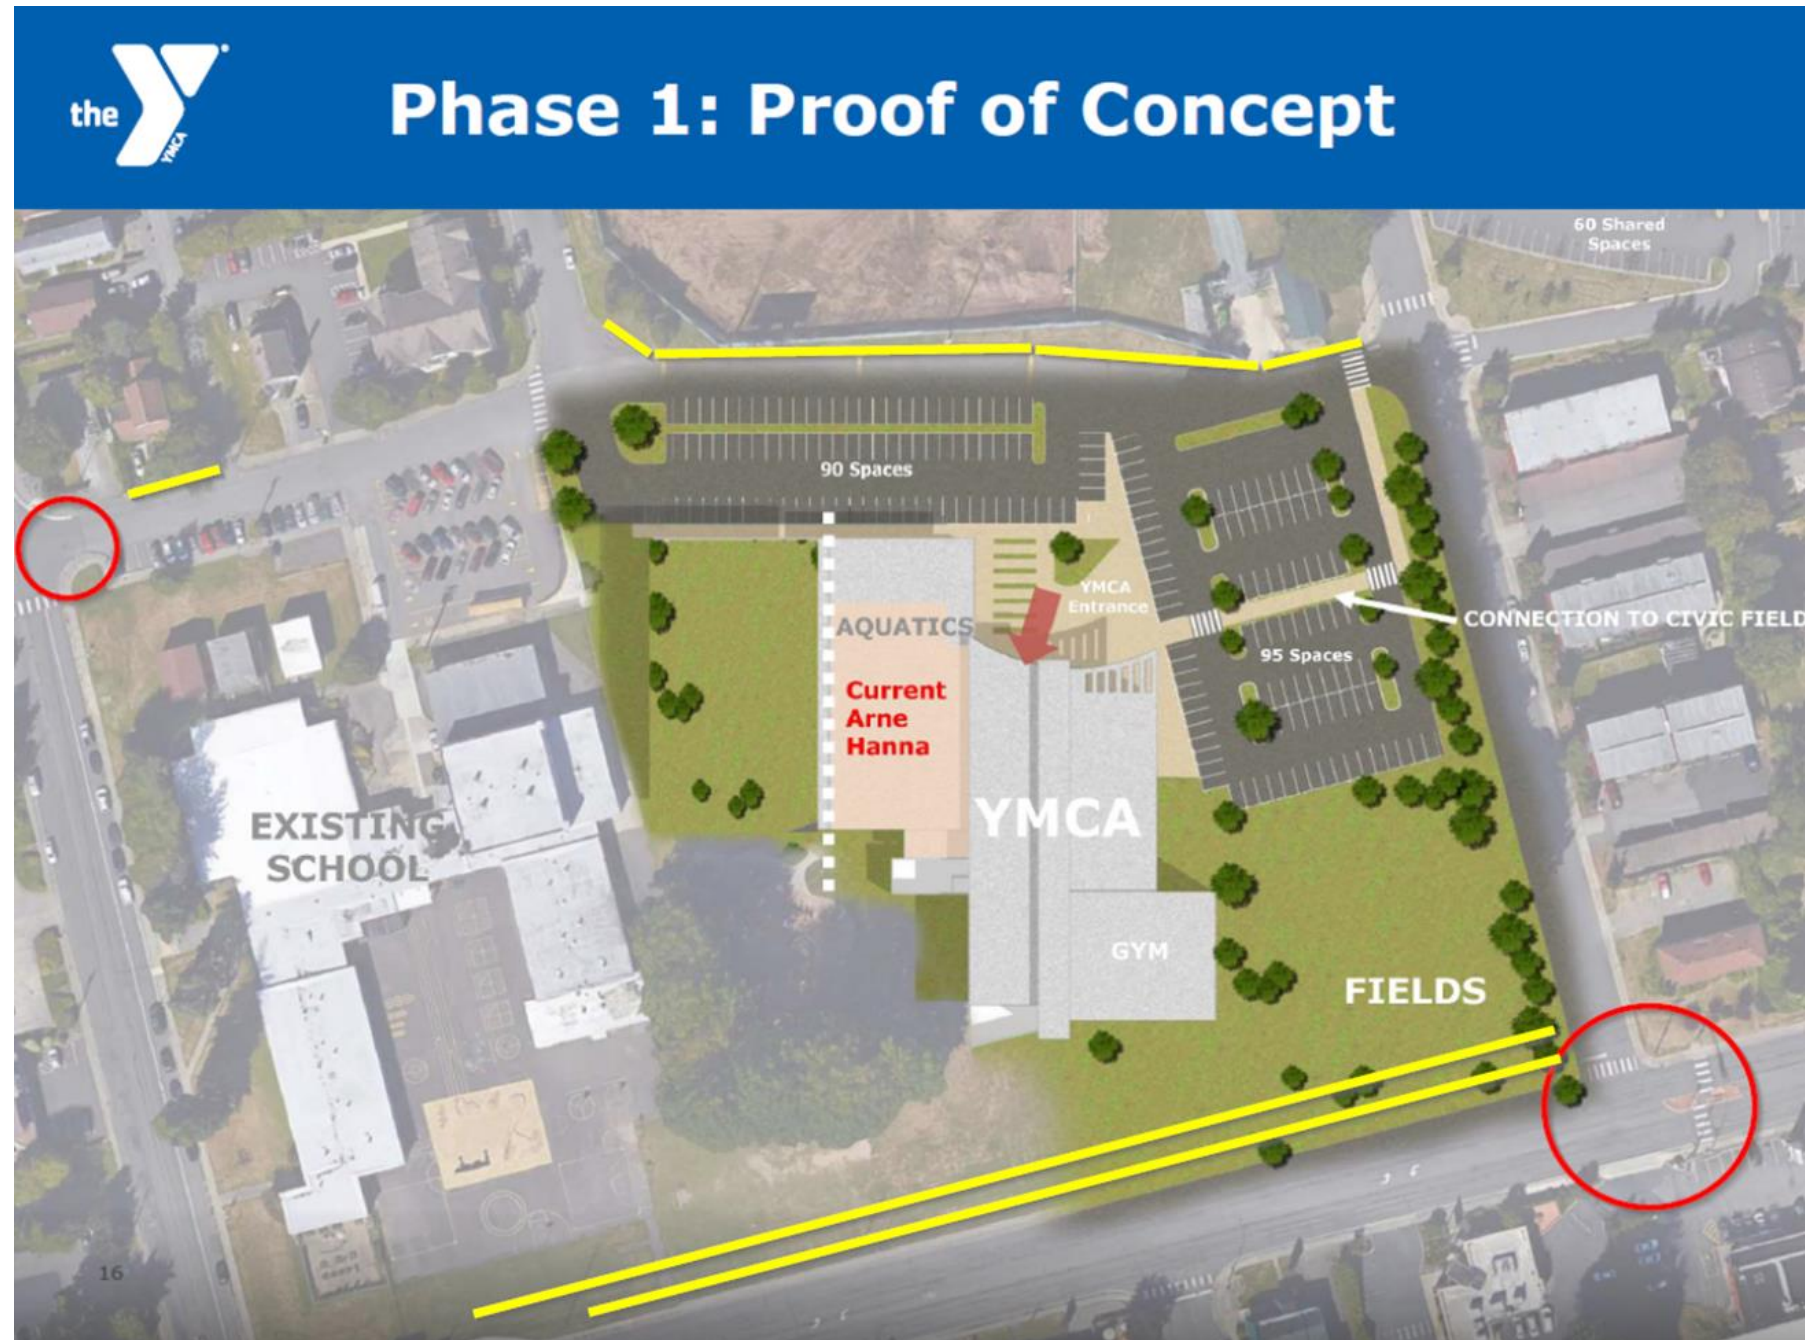 the
YMCA
Phase 1: Proof of Concept
60 Shared
Spaces
90 Spaces
YMCA
Entrance
AQUATICS
CONNECTION TO CIVIC FIELD
95 Spaces
Current
Arne
Hanna
YMCA
EXISTING
SCHOOL
GYM
FIELDS
16